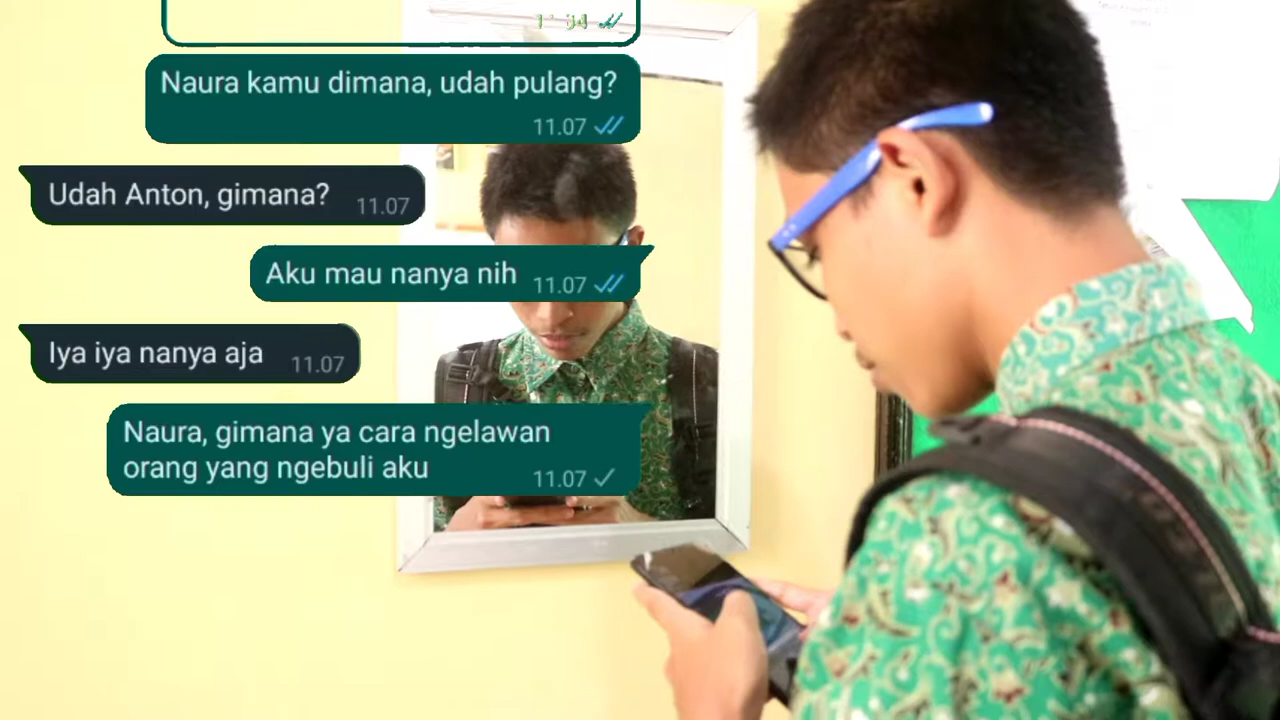 Naura kamu dimana, udah pulang?
11.07
Udah Anton, gimana? 11.07
Aku mau nanya nih 11.07
Iya iya nanya aja 11.07
Naura, gimana ya cara ngelawan
orang yang ngebuli aku 11.07